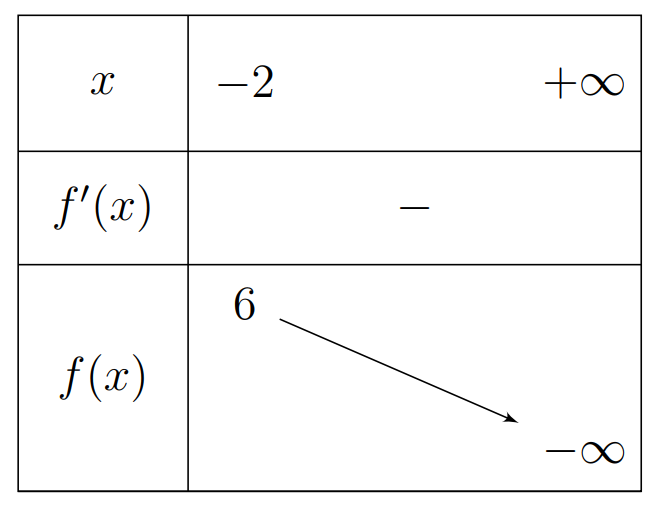 x −2 +∞
f′(x) −
6
f(x)
−∞